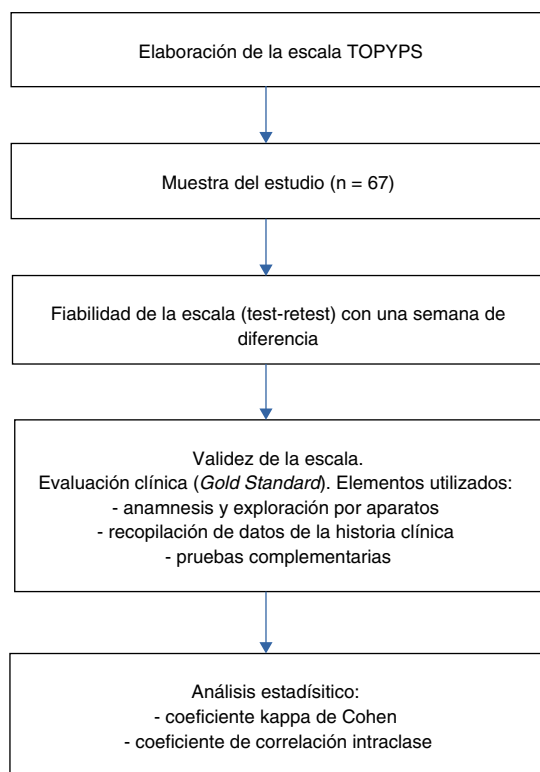 Elaboración de la escala TOPYPS
Muestra del estudio (n = 67)
Fiabilidad de la escala (test-retest) con una semana de
diferencia
Validez de la escala.
Evaluación clínica (Gold Standard). Elementos utilizados:
- anamnesis y exploración por aparatos
- recopilación de datos de la historia clínica
- pruebas complementarias
Análisis estadísitico:
- coeficiente kappa de Cohen
- coeficiente de correlación intraclase